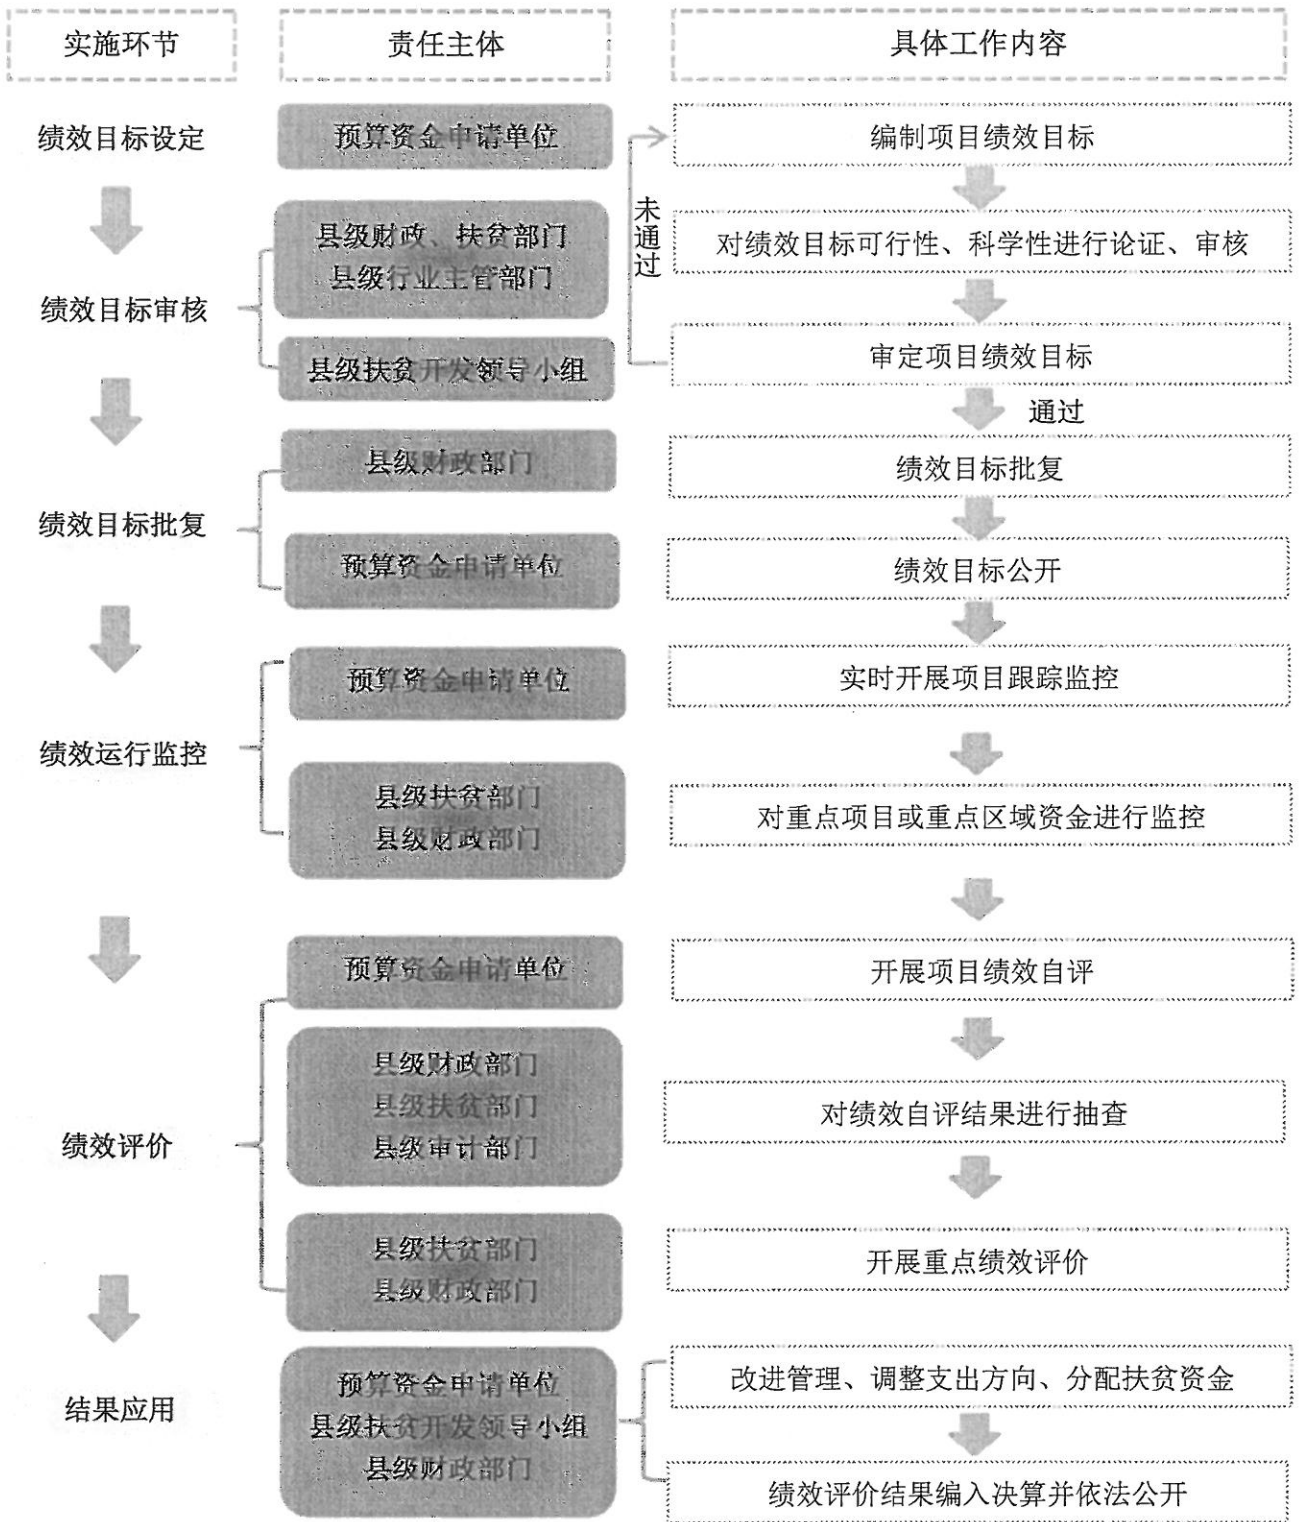 实施环节
责任主体
具体工作内容
绩效目标设定
预算资金申请单位
编制项目绩效目标
未通过
县级财政、扶贫部门
县级行业主管部门
对绩效目标可行性、科学性进行论证、审核
绩效目标审核
县级扶贫开发领导小组
审定项目绩效目标
通过
县级财政部门
绩效目标批复
绩效目标批复
预算资金申请单位
绩效目标公开
预算资金申请单位
实时开展项目跟踪监控
绩效运行监控
县级扶贫部门
县级财政部门
对重点项目或重点区域资金进行监控
预算资金申请单位
开展项目绩效自评
县级财政部门
县级扶贫部门
县级审计部门
对绩效自评结果进行抽查
绩效评价
县级扶贫部门
县级财政部门
开展重点绩效评价
结果应用
预算资金申请单位
县级扶贫开发领导小组
县级财政部门
改进管理、调整支出方向、分配扶贫资金
绩效评价结果编入决算并依法公开